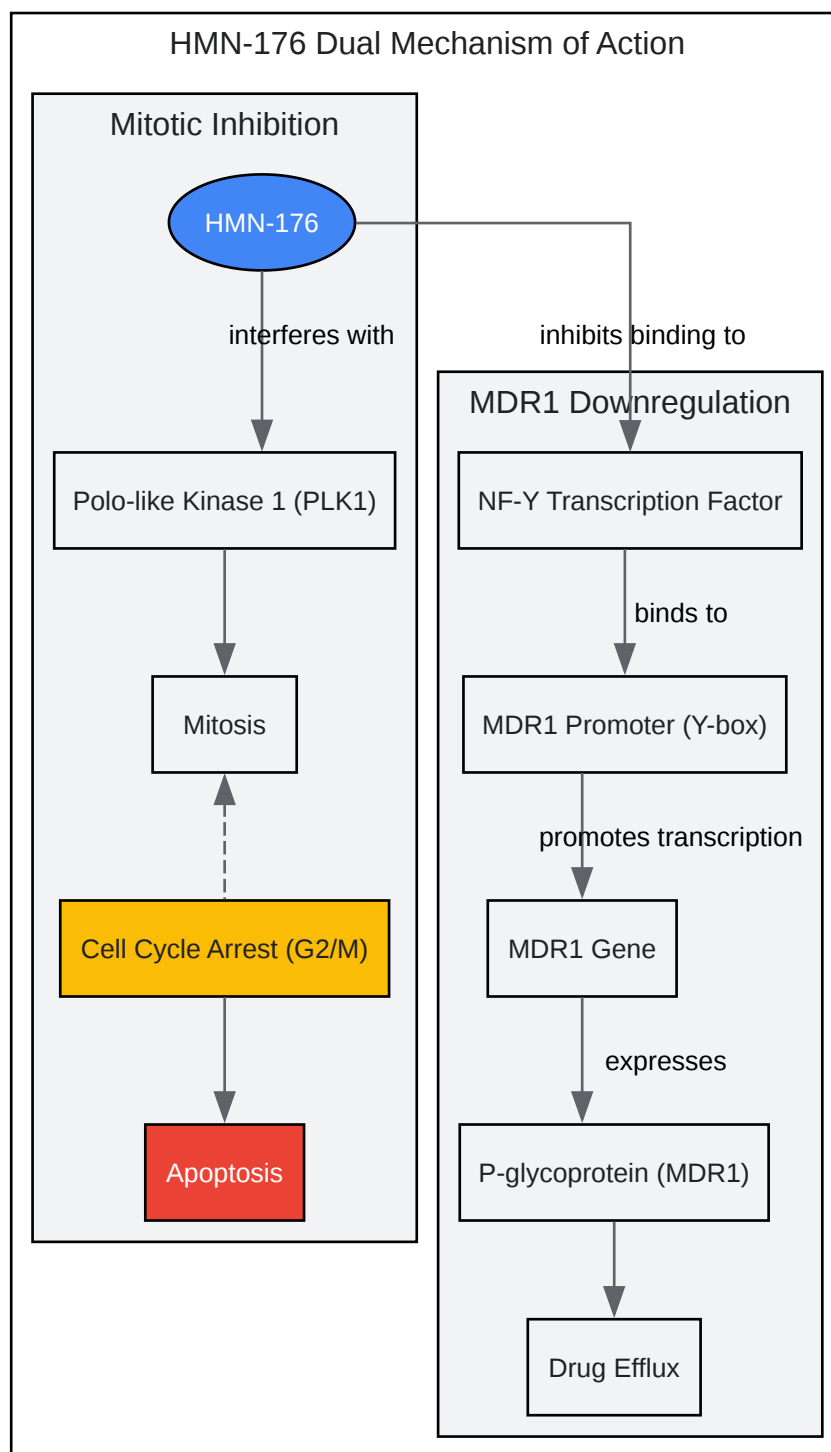 HMN-176 Dual Mechanism of Action
Mitotic Inhibition
HMN-176
interferes with
Polo-like Kinase 1 (PLK1)
Mitosis
Cell Cycle Arrest (G2/M)
Apoptosis
inhibits binding to
MDR1 Downregulation
NF-Y Transcription Factor
binds to
MDR1 Promoter (Y-box)
promotes transcription
MDR1 Gene
expresses
P-glycoprotein (MDR1)
Drug Efflux